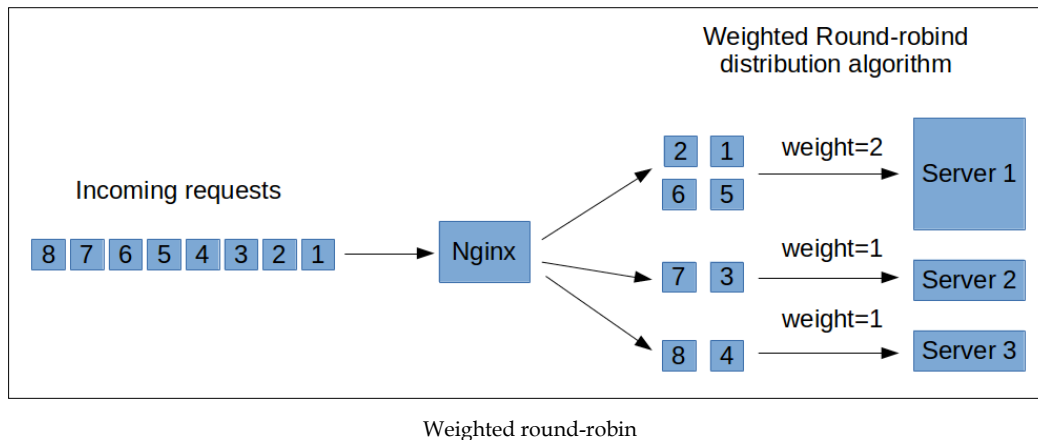 Weighted Round-robind
distribution algorithm
Incoming requests
8 7 6 5 4 3 2 1
Nginx
2 1
6 5
weight=2
Server 1
7 3
weight=1
Server 2
8 4
weight=1
Server 3
Weighted round-robin